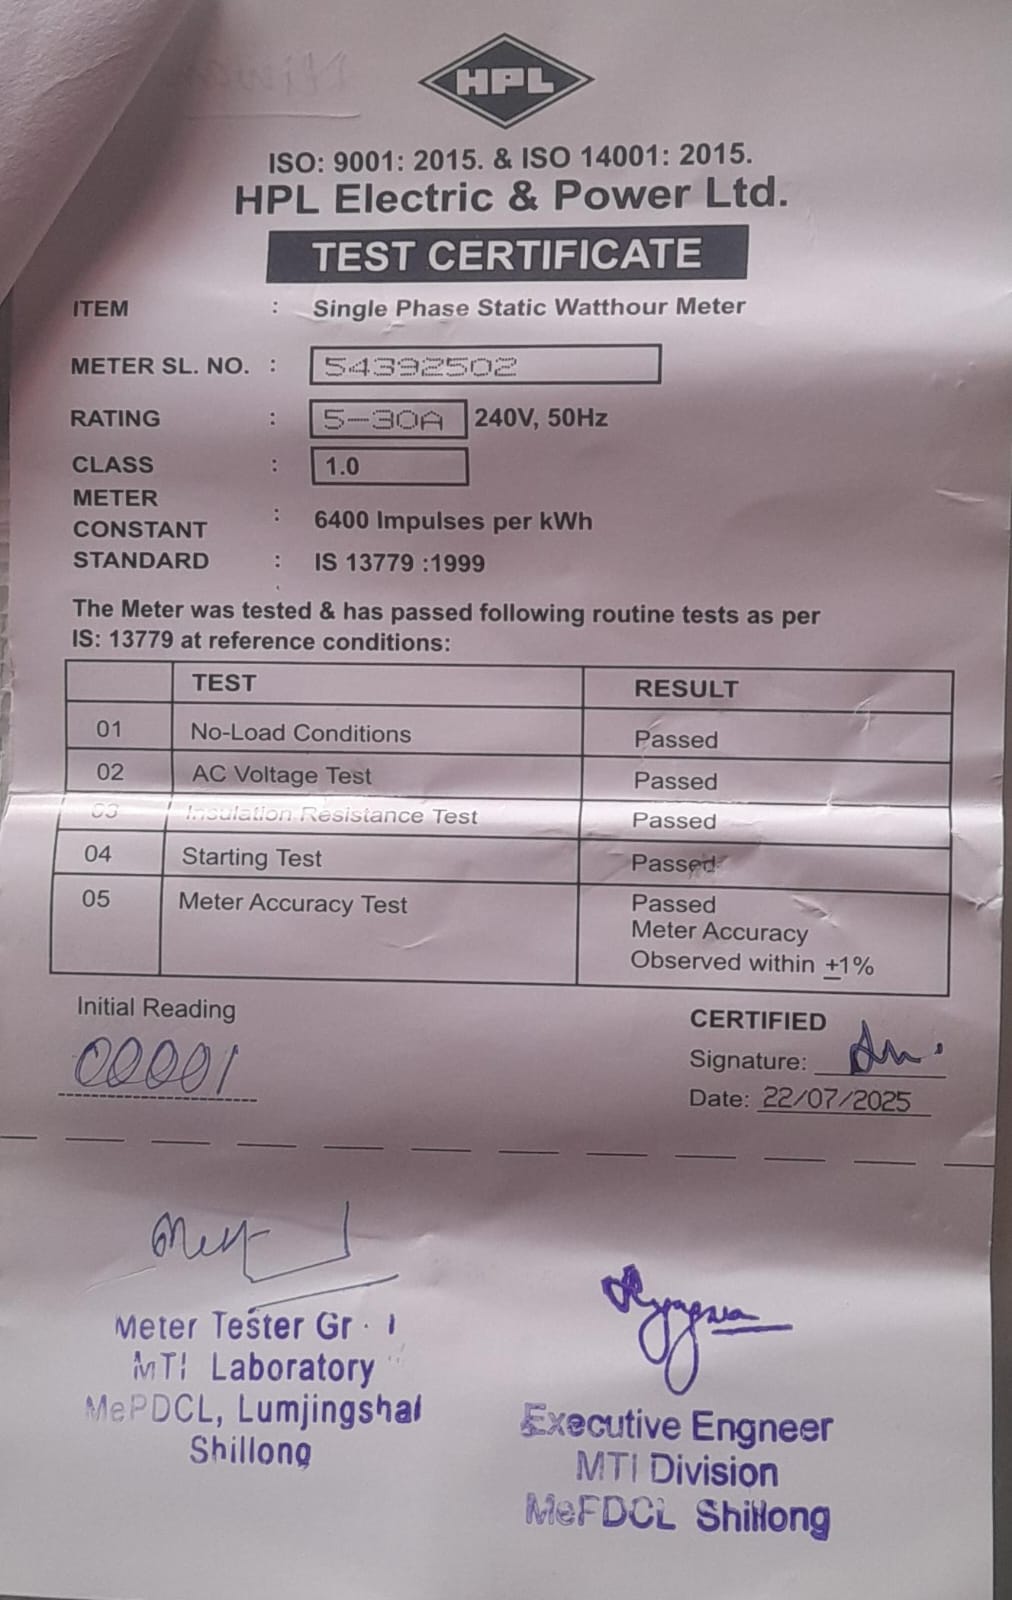 HPL
ISO: 9001: 2015. & ISO 14001: 2015.
HPL Electric & Power Ltd.
TEST CERTIFICATE
ITEM : Single Phase Static Watthour Meter
METER SL. NO. : 54392502
RATING : 5-30A 240V, 50Hz
CLASS : 1.0
METER
CONSTANT : 6400 Impulses per kWh
STANDARD : IS 13779 :1999
The Meter was tested & has passed following routine tests as per
IS: 13779 at reference conditions:
TEST RESULT
01 No-Load Conditions Passed
02 AC Voltage Test Passed
03 Insulation Resistance Test Passed
04 Starting Test Passed
05 Meter Accuracy Test Passed
Meter Accuracy
Observed within ±1%
Initial Reading
00001
CERTIFIED
Signature:
Date: 22/07/2025
Meter Tester Gr - I
MTI Laboratory
MePDCL, Lumjingshai
Shillong
Executive Engneer
MTI Division
MePDCL Shillong